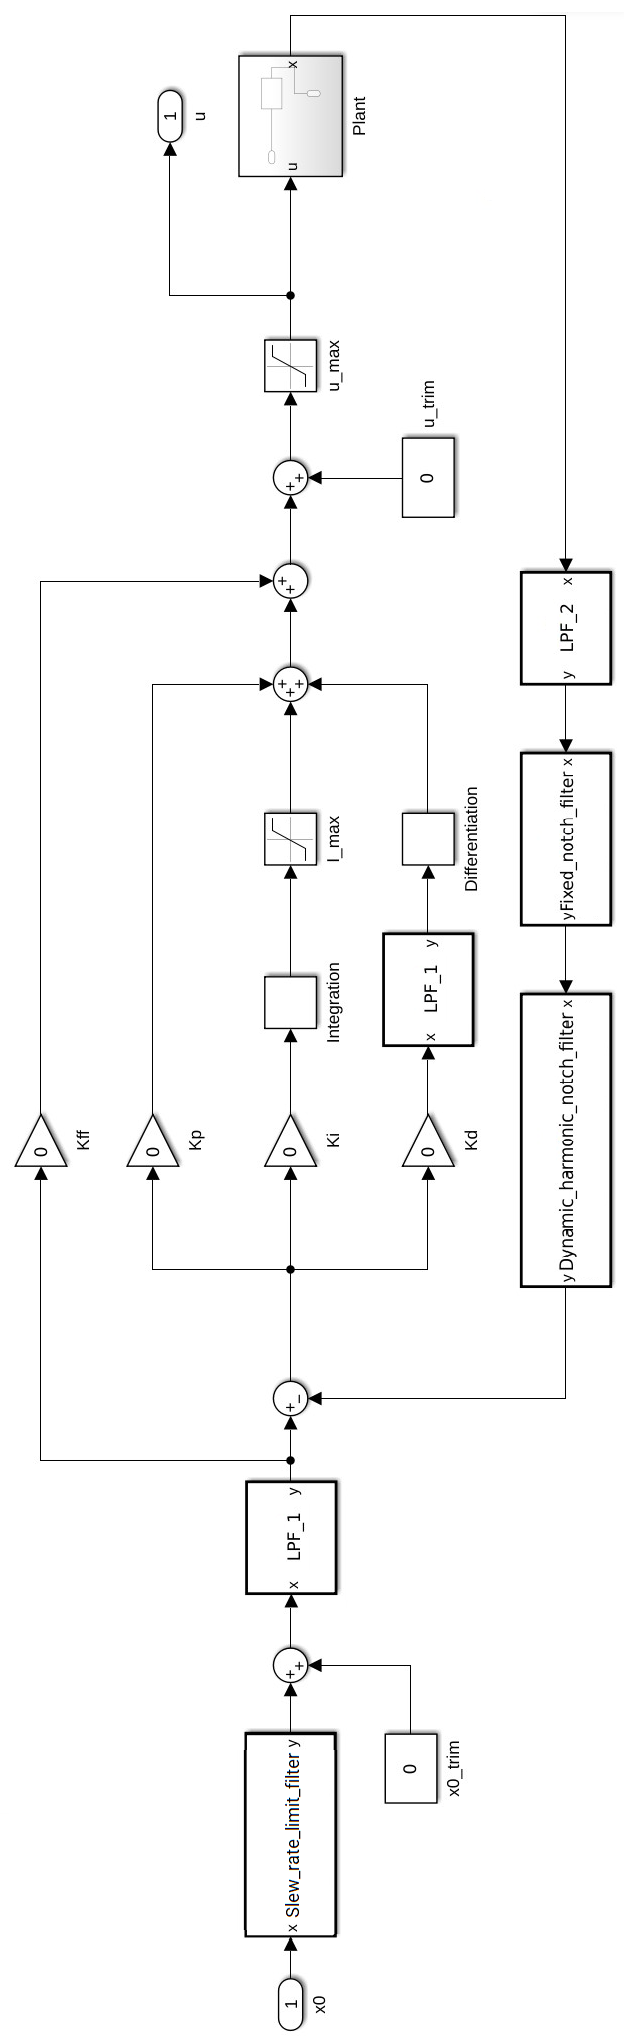 1
x0
x Slew_rate_limit_filter y
0
x0_trim
+
+
x LPF_1 y
+
−
0
Kff
0
Kp
0
Ki
0
Kd
Integration
I_max
x LPF_1 y
Differentiation
+
+
+
+
+
+
+
0
u_trim
u_max
1
u
u
x
Plant
y LPF_2 x
yFixed_notch_filter x
y Dynamic_harmonic_notch_filter x